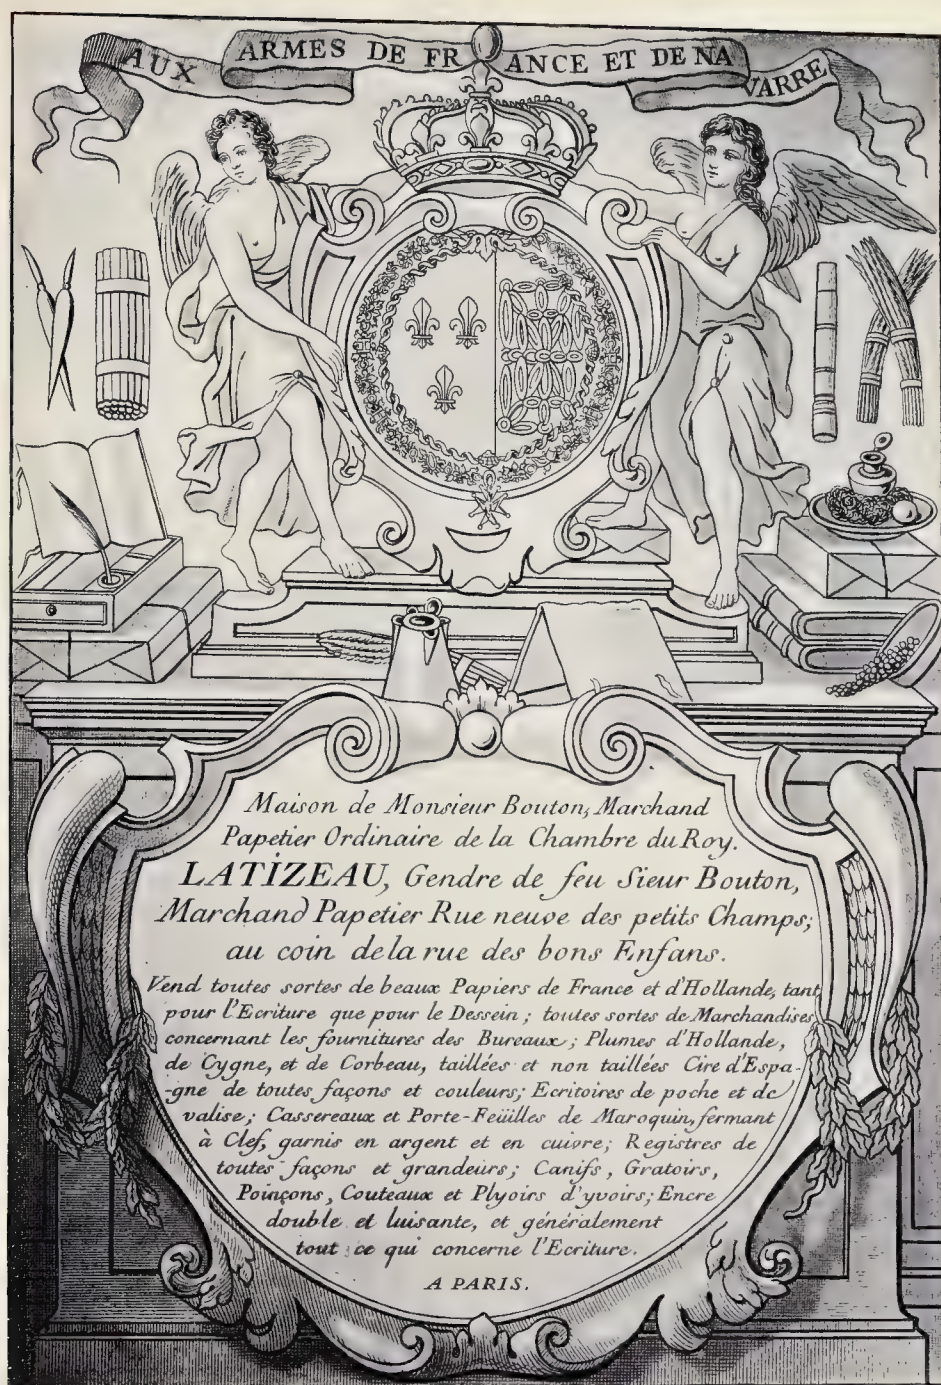 AUX ARMES DE FRANCE ET DE NAVARRE
Maison de Monsieur Bouton, Marchand
Papetier Ordinaire de la Chambre du Roy.
LATIZEAU, Gendre de feu Sieur Bouton,
Marchand Papetier Rue neuve des petits Champs;
au coin de la rue des bons Enfans.
Vend toutes sortes de beaux Papiers de France et d'Hollande, tant
pour l'Ecriture que pour le Dessein; toutes sortes de Marchandises
concernant les fournitures des Bureaux; Plumes d'Hollande,
de Cygne, et de Corbeau, taillées et non taillées Cire d'Espa-
gne de toutes façons et couleurs; Ecritoires de poche et de
valise; Cassereaux et Porte-Feüilles de Maroquin, fermant
à Clef, garnis en argent et en cuivre; Registres de
toutes façons et grandeurs; Canifs, Gratoirs,
Poinçons, Couteaux et Plyoirs d'yvoirs; Encre
double et luisante, et généralement
tout ce qui concerne l'Ecriture.
A PARIS.